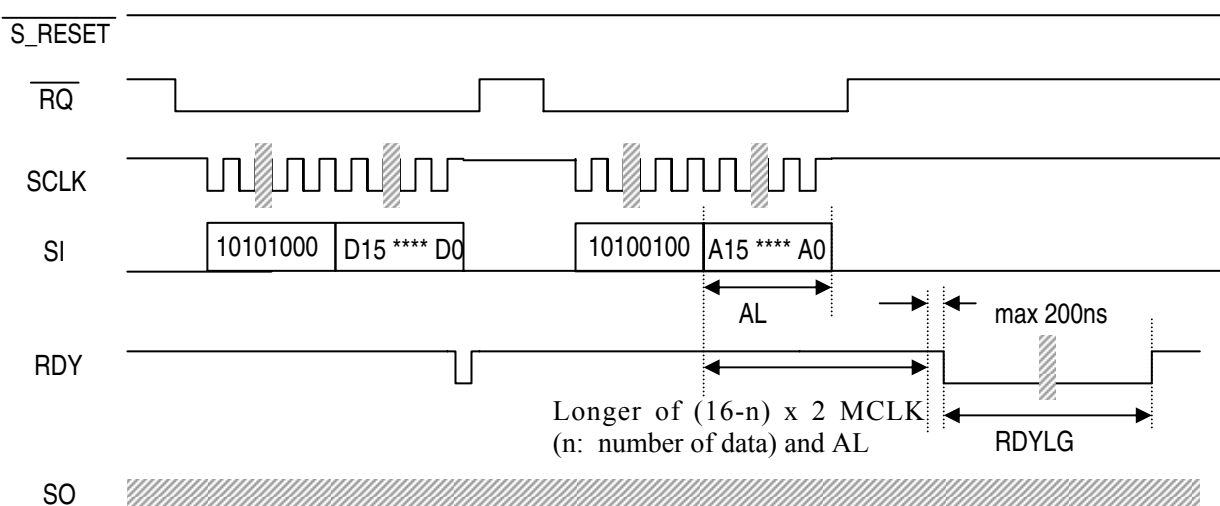 S_RESET
RQ
SCLK
SI
10101000
D15 **** D0
10100100
A15 **** A0
AL
max 200ns
RDY
Longer of (16-n) x 2 MCLK
(n: number of data) and AL
RDYLG
SO